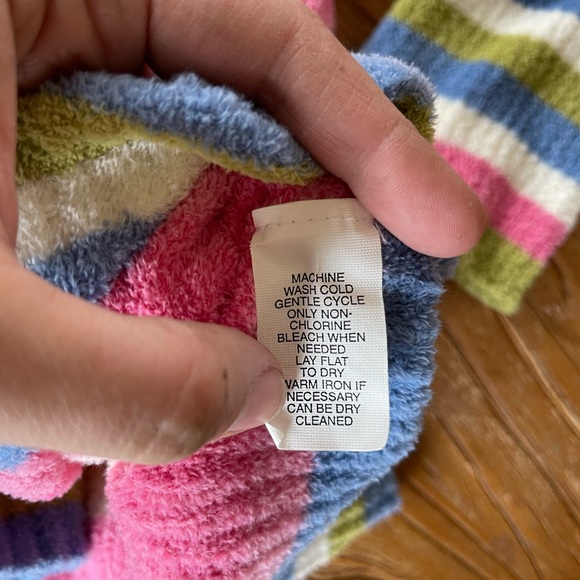 MACHINE
WASH COLD
GENTLE CYCLE
ONLY NON-
CHLORINE
BLEACH WHEN
NEEDED
LAY FLAT
TO DRY
WARM IRON IF
NECESSARY
CAN BE DRY
CLEANED